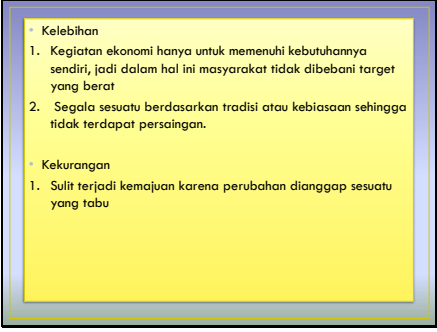 • Kelebihan
1. Kegiatan ekonomi hanya untuk memenuhi kebutuhannya
sendiri, jadi dalam hal ini masyarakat tidak dibebani target
yang berat
2. Segala sesuatu berdasarkan tradisi atau kebiasaan sehingga
tidak terdapat persaingan.
• Kekurangan
1. Sulit terjadi kemajuan karena perubahan dianggap sesuatu
yang tabu